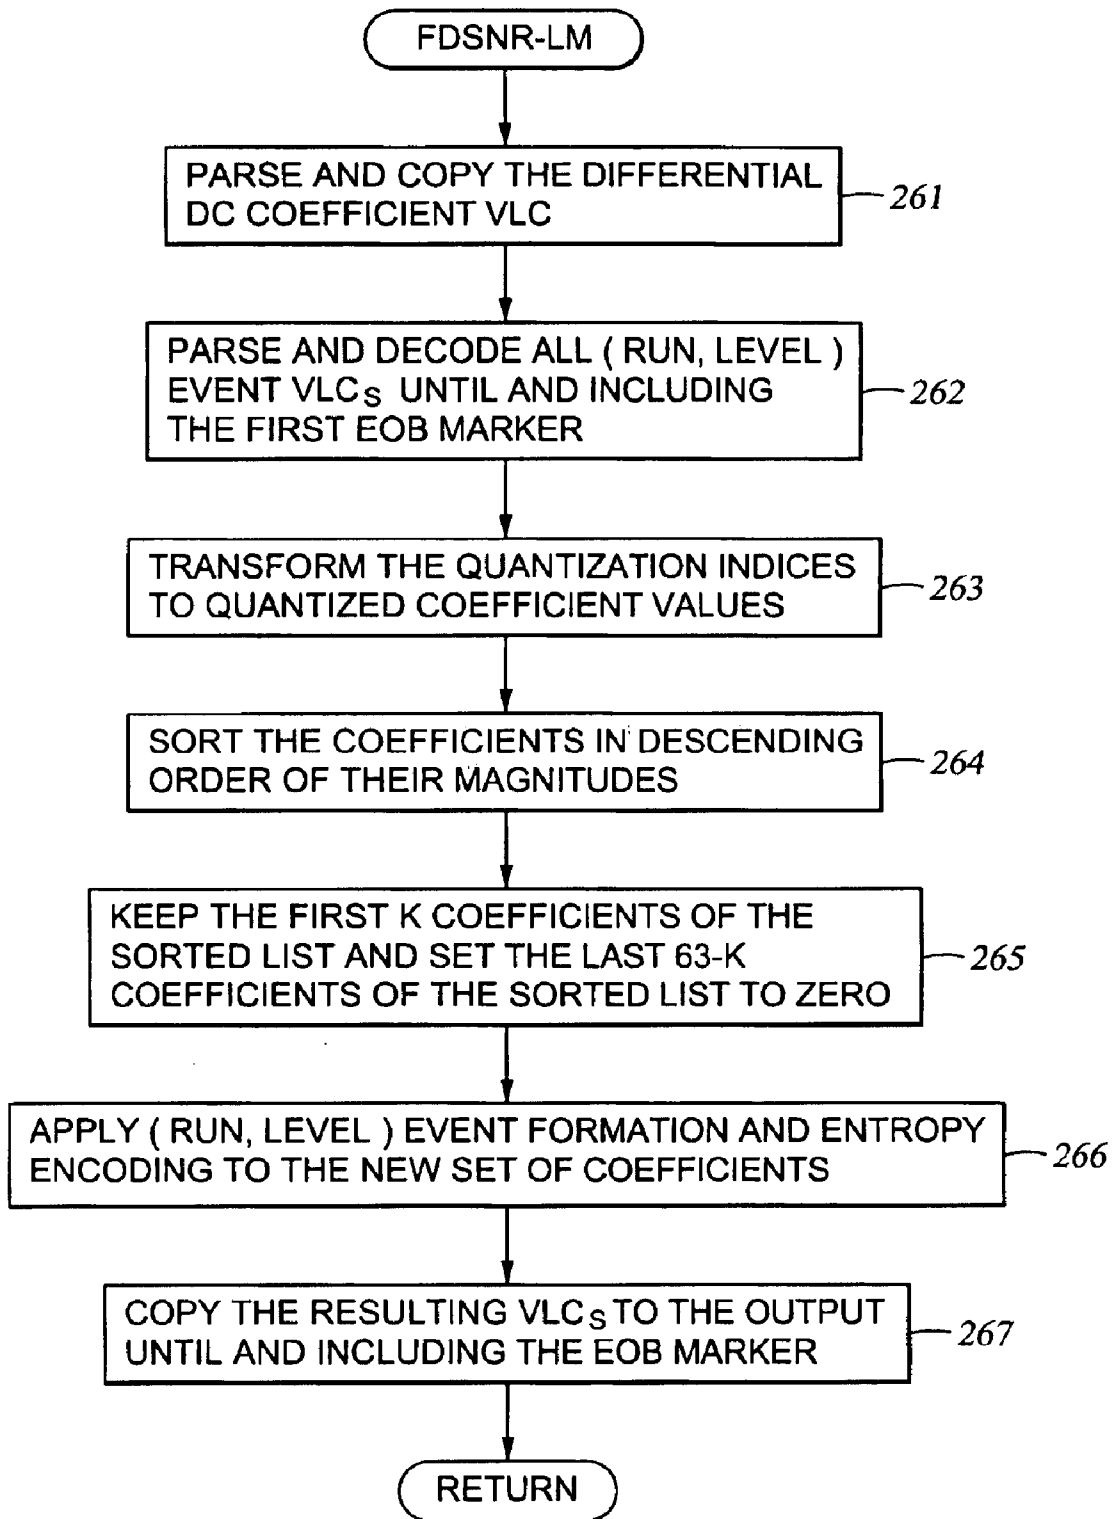 FDSNR-LM
PARSE AND COPY THE DIFFERENTIAL
DC COEFFICIENT VLC
261
PARSE AND DECODE ALL ( RUN, LEVEL )
EVENT VLCS UNTIL AND INCLUDING
THE FIRST EOB MARKER
262
TRANSFORM THE QUANTIZATION INDICES
TO QUANTIZED COEFFICIENT VALUES
263
SORT THE COEFFICIENTS IN DESCENDING
ORDER OF THEIR MAGNITUDES
264
KEEP THE FIRST K COEFFICIENTS OF THE
SORTED LIST AND SET THE LAST 63-K
COEFFICIENTS OF THE SORTED LIST TO ZERO
265
APPLY ( RUN, LEVEL ) EVENT FORMATION AND ENTROPY
ENCODING TO THE NEW SET OF COEFFICIENTS
266
COPY THE RESULTING VLCS TO THE OUTPUT
UNTIL AND INCLUDING THE EOB MARKER
267
RETURN